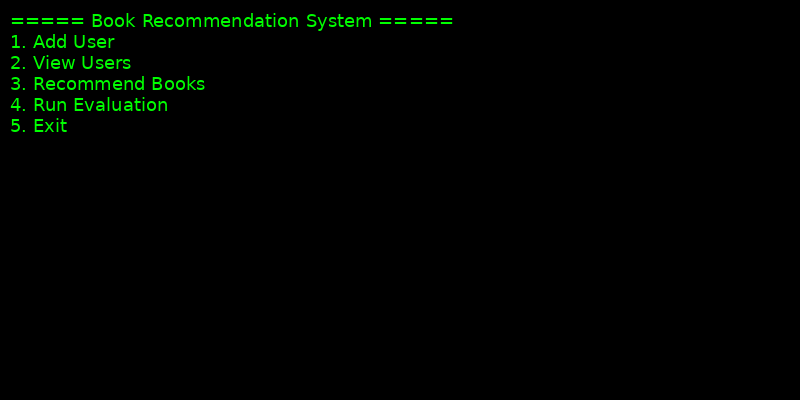 ===== Book Recommendation System =====
1. Add User
2. View Users
3. Recommend Books
4. Run Evaluation
5. Exit